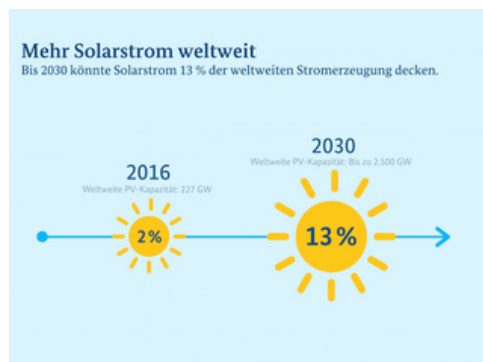 Mehr Solarstrom weltweit
Bis 2030 könnte Solarstrom 13 % der weltweiten Stromerzeugung decken.
2016
Weltweite PV-Kapazität: 227 GW
2%
2030
Weltweite PV-Kapazität: Bis zu 2.500 GW
13%